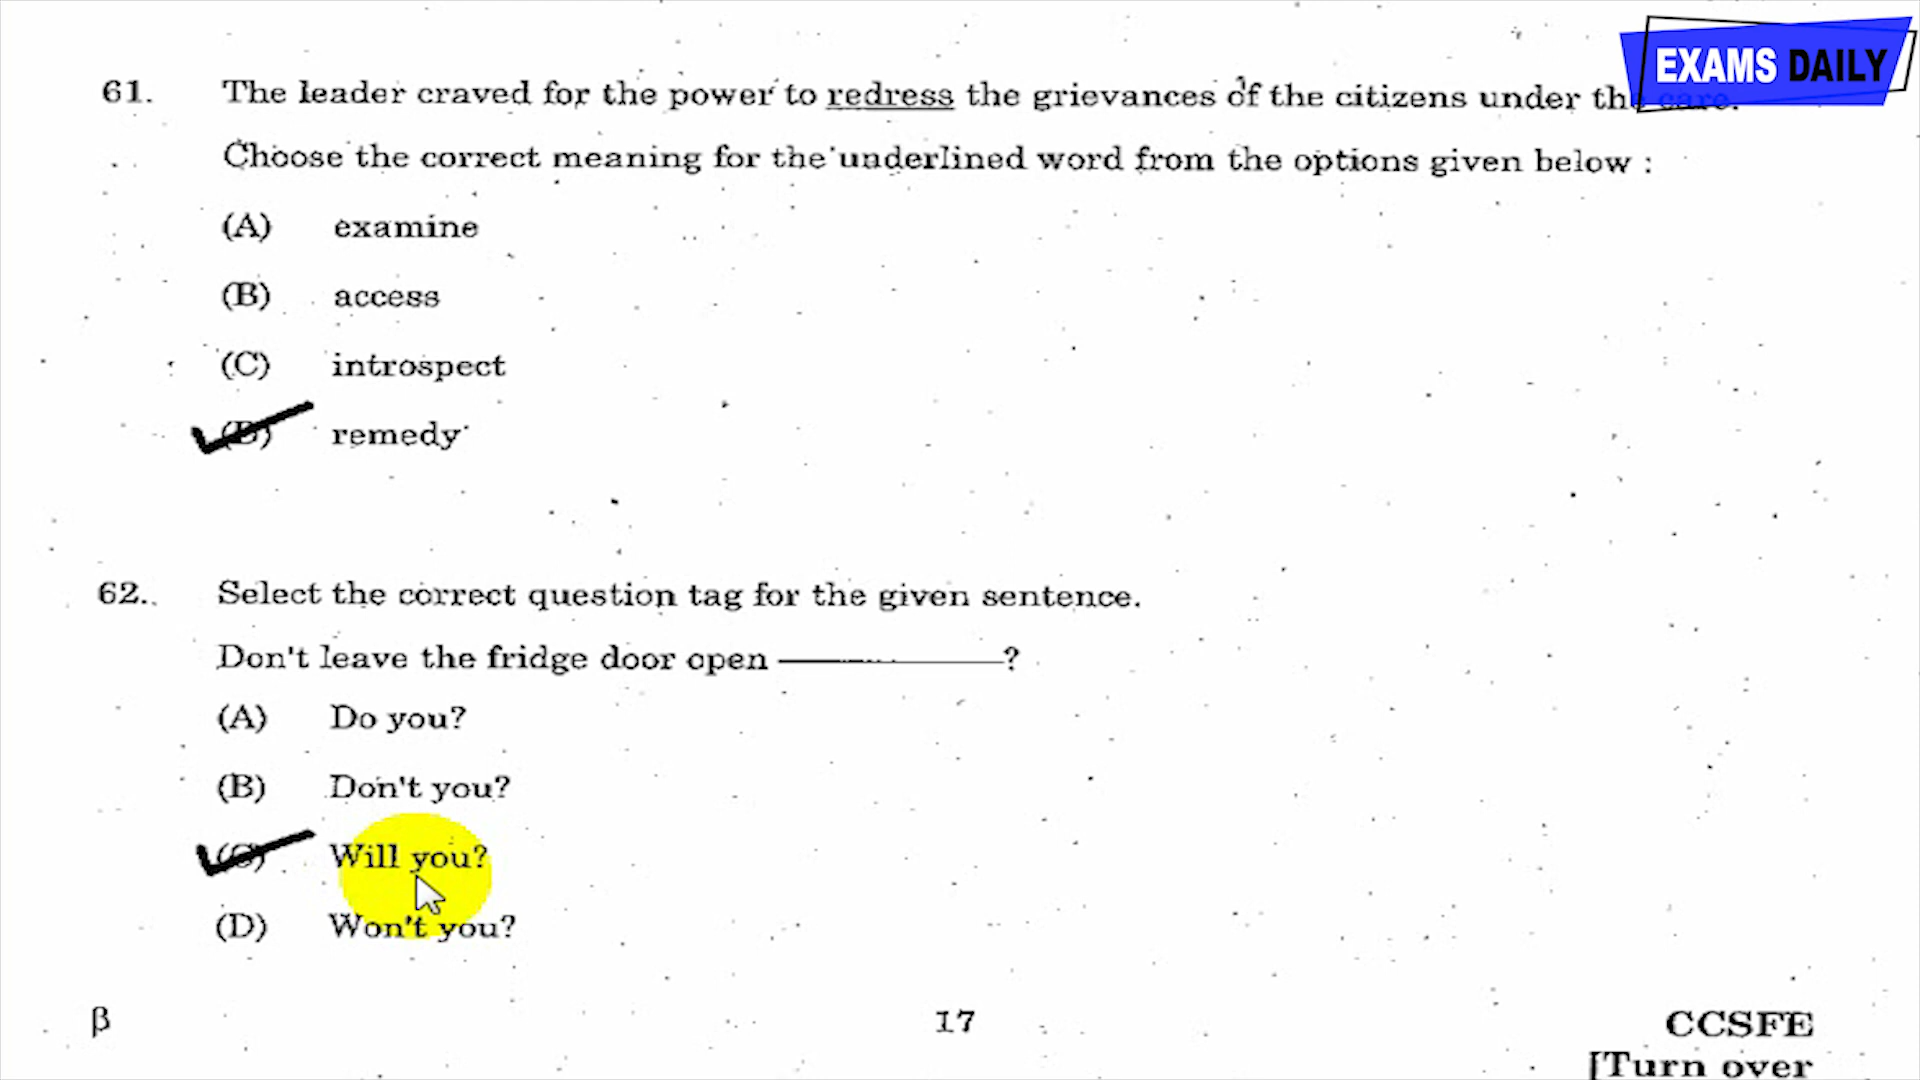 EXAMS DAILY
61. The leader craved for the power to redress the grievances of the citizens under the care.
Choose the correct meaning for the underlined word from the options given below :
(A) examine
(B) access
(C) introspect
(D) remedy
62. Select the correct question tag for the given sentence.
Don't leave the fridge door open ?
(A) Do you?
(B) Don't you?
(C) Will you?
(D) Won't you?
β 17 CCSFE
[Turn over